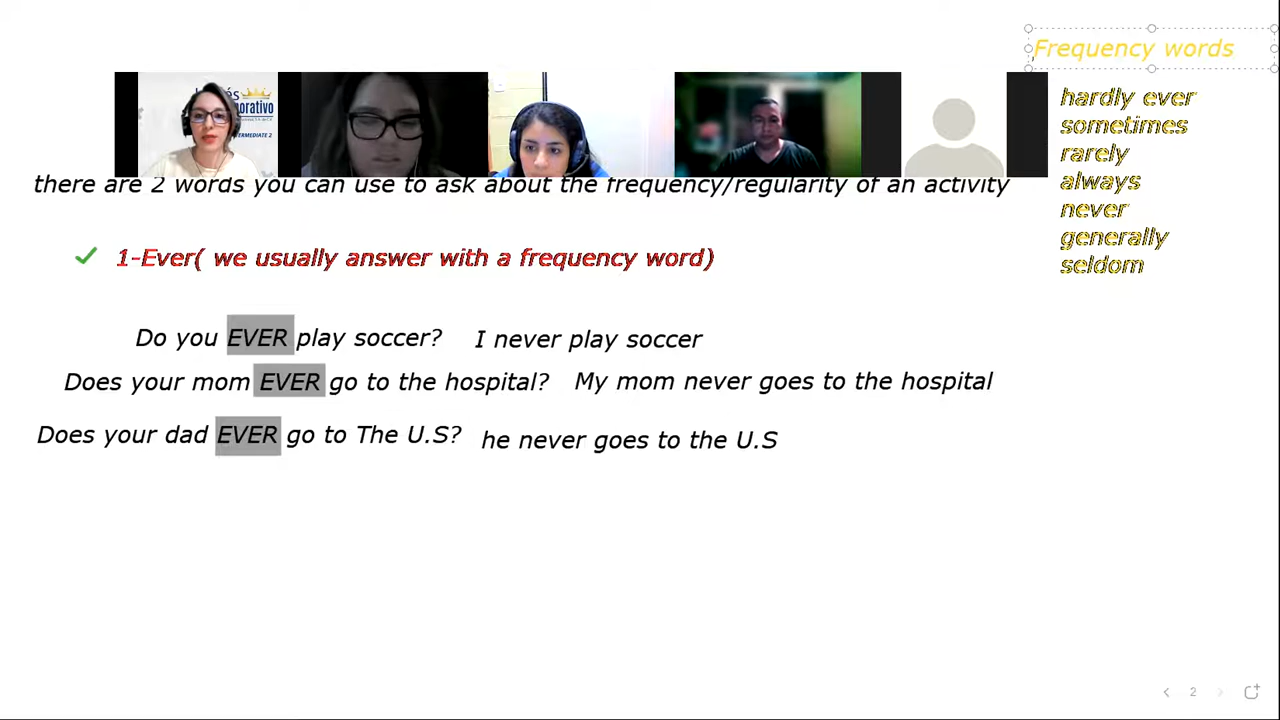 Frequency words
hardly ever
sometimes
rarely
always
never
generally
seldom
there are 2 words you can use to ask about the frequency/regularity of an activity
1-Ever( we usually answer with a frequency word)
Do you EVER play soccer? I never play soccer
Does your mom EVER go to the hospital? My mom never goes to the hospital
Does your dad EVER go to The U.S? he never goes to the U.S
2